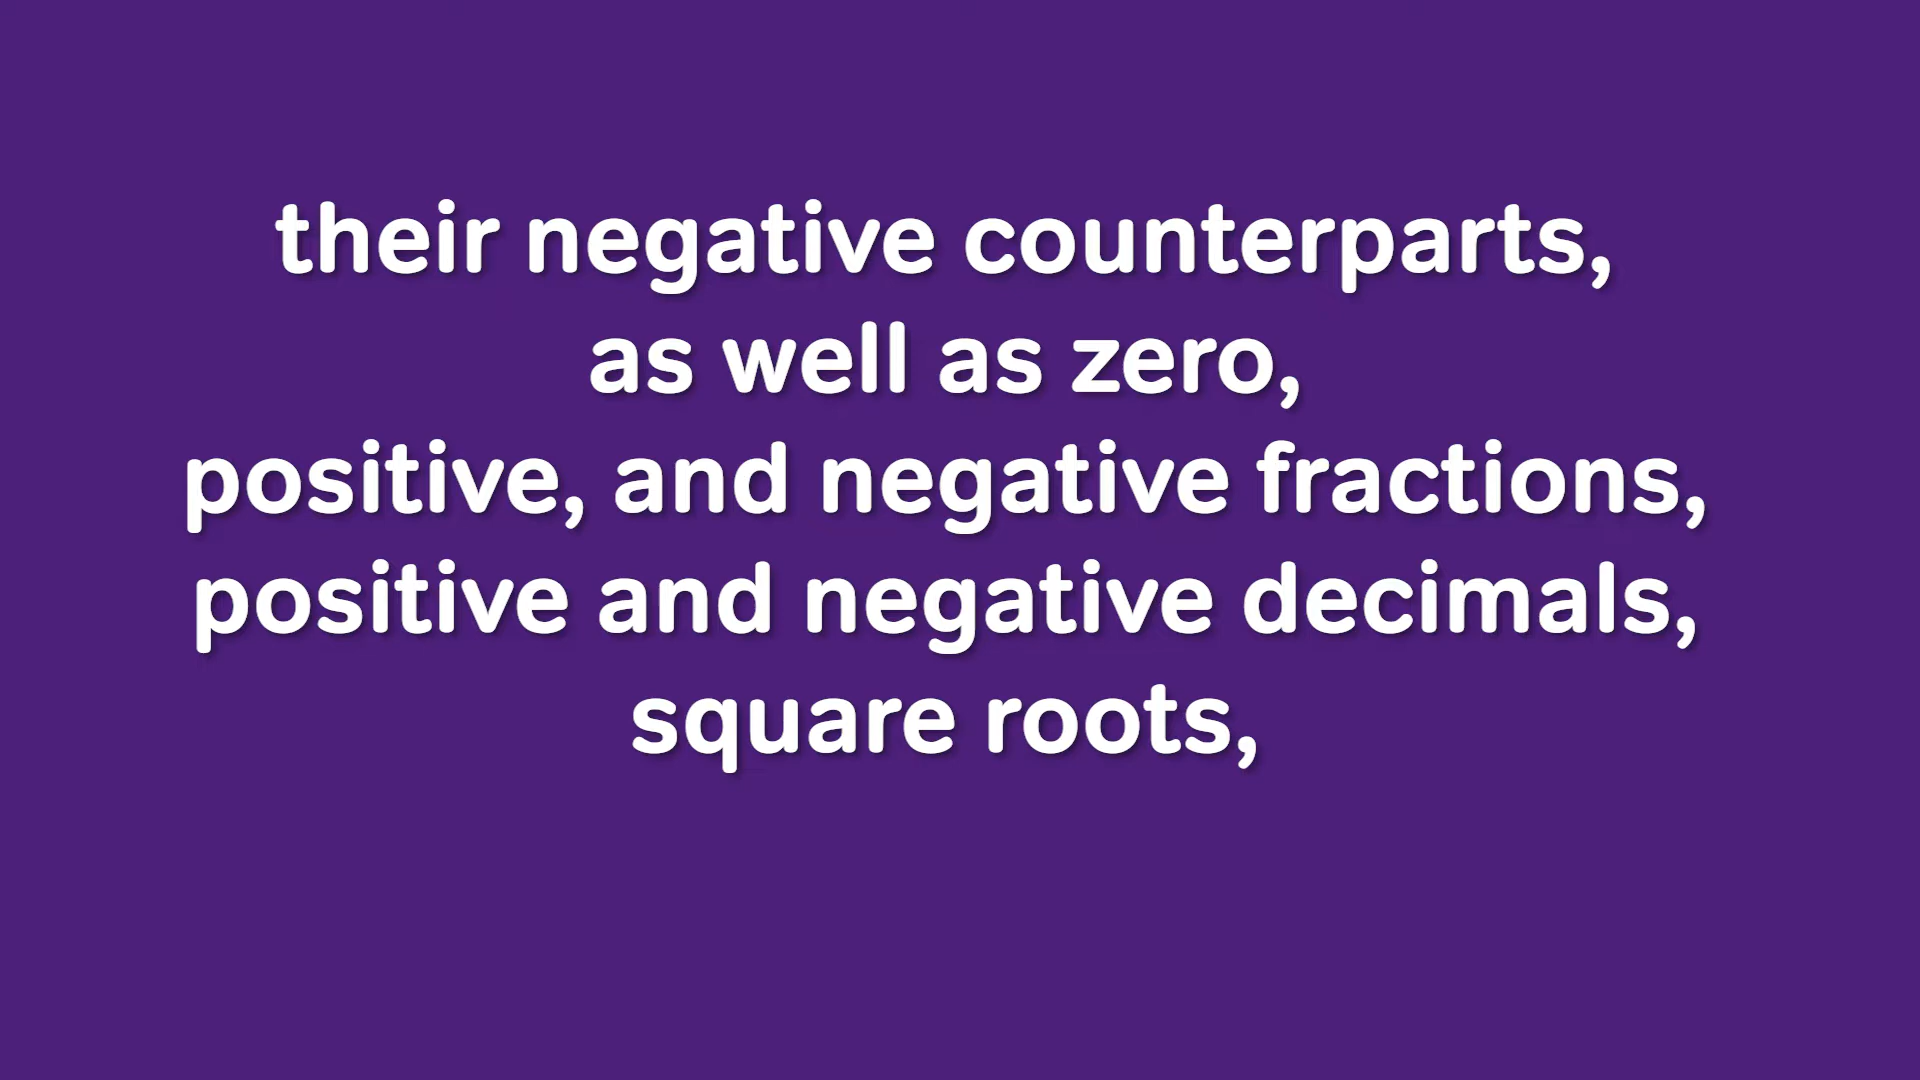 their negative counterparts,
as well as zero,
positive, and negative fractions,
positive and negative decimals,
square roots,